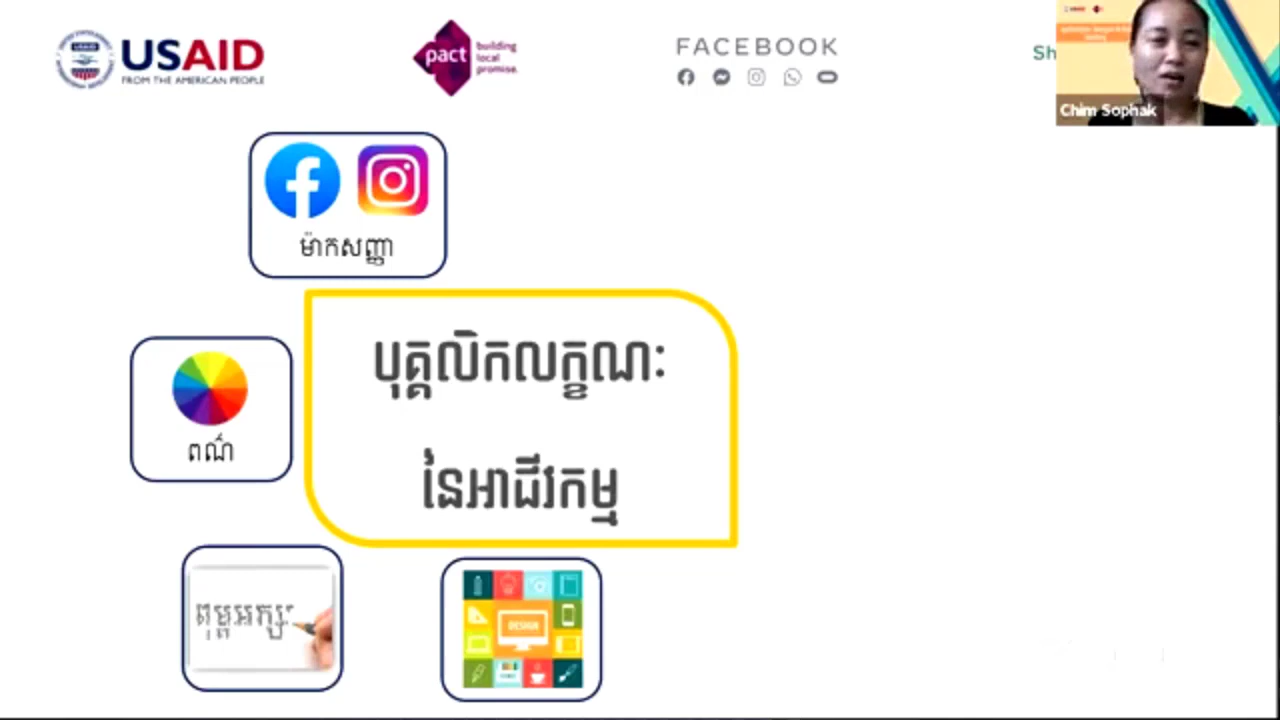 USAID
FROM THE AMERICAN PEOPLE
pact
building
local
promise.
FACEBOOK
Sh
Chim Sophak
ម៉ាកសញ្ញា
បុគ្គលិកលក្ខណៈ
នៃអាជីវកម្ម
ពណ៌
ពុម្ពអក្សរ
DESIGN